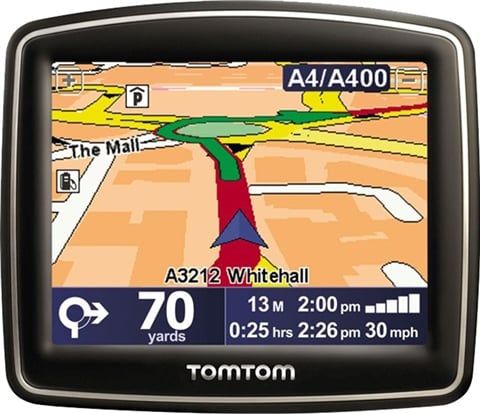 A4/A400
P
The Mall
A3212 Whitehall
70
yards
13 M 2:00 pm
0:25 hrs 2:26 pm 30 mph
TOMTOM